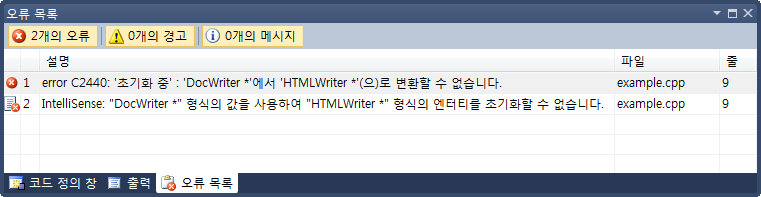 오류 목록
2개의 오류 0개의 경고 0개의 메시지
설명 파일 줄
1 error C2440: '초기화 중' : 'DocWriter *'에서 'HTMLWriter *'(으)로 변환할 수 없습니다. example.cpp 9
2 IntelliSense: "DocWriter *" 형식의 값을 사용하여 "HTMLWriter *" 형식의 엔터티를 초기화할 수 없습니다. example.cpp 9
코드 정의 창 출력 오류 목록